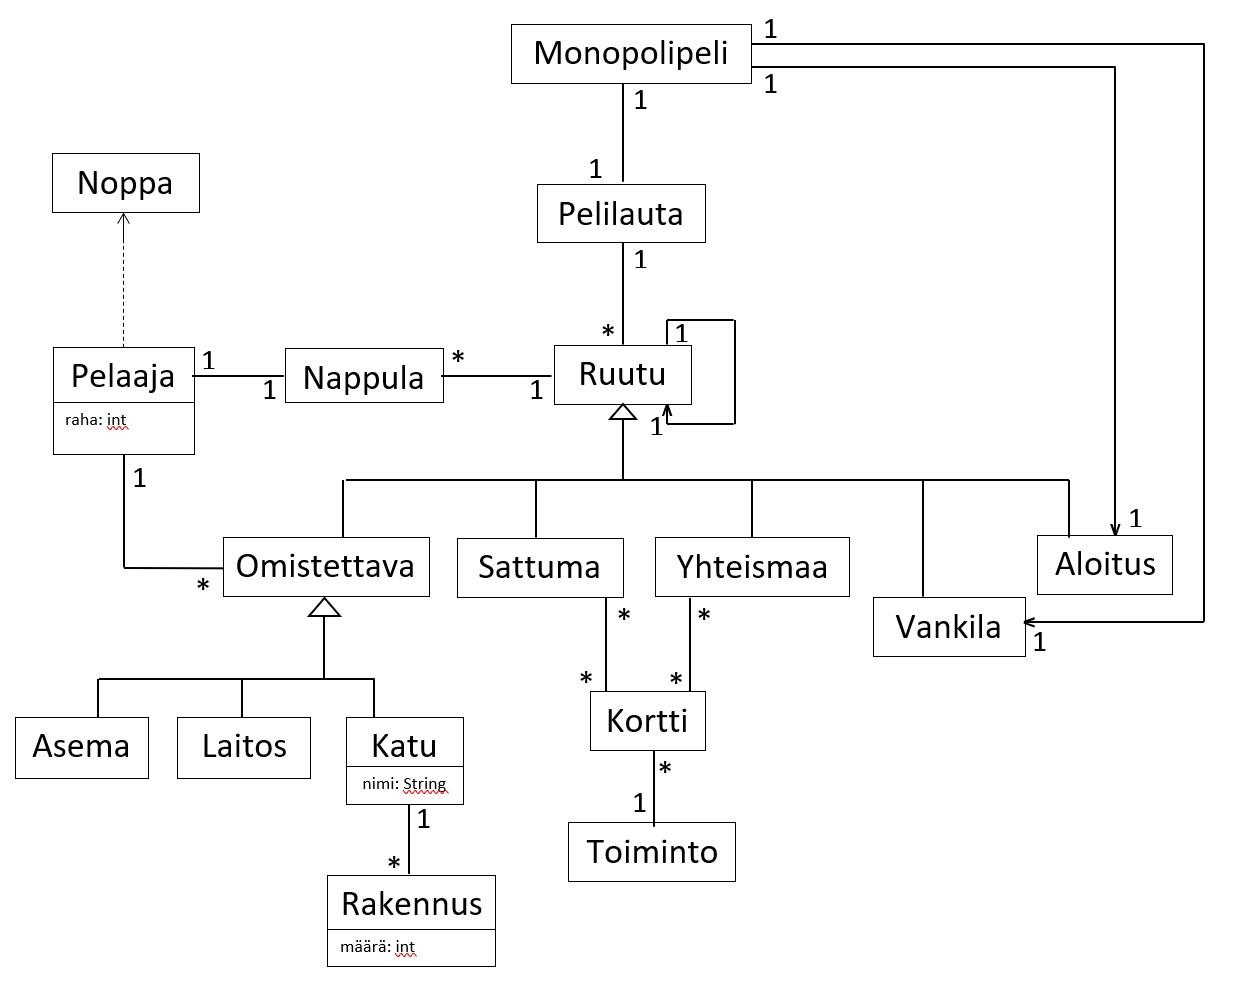 Monopolipeli
1
1
1
1
Noppa
Pelilauta
1
*
Pelaaja
raha: int
1
1
Nappula
*
1
Ruutu
1
1
1
*
Omistettava
Sattuma
Yhteismaa
1
Aloitus
Vankila
1
*
*
*
*
Asema
Laitos
Katu
nimi: String
Kortti
*
1
1
*
Toiminto
Rakennus
määrä: int